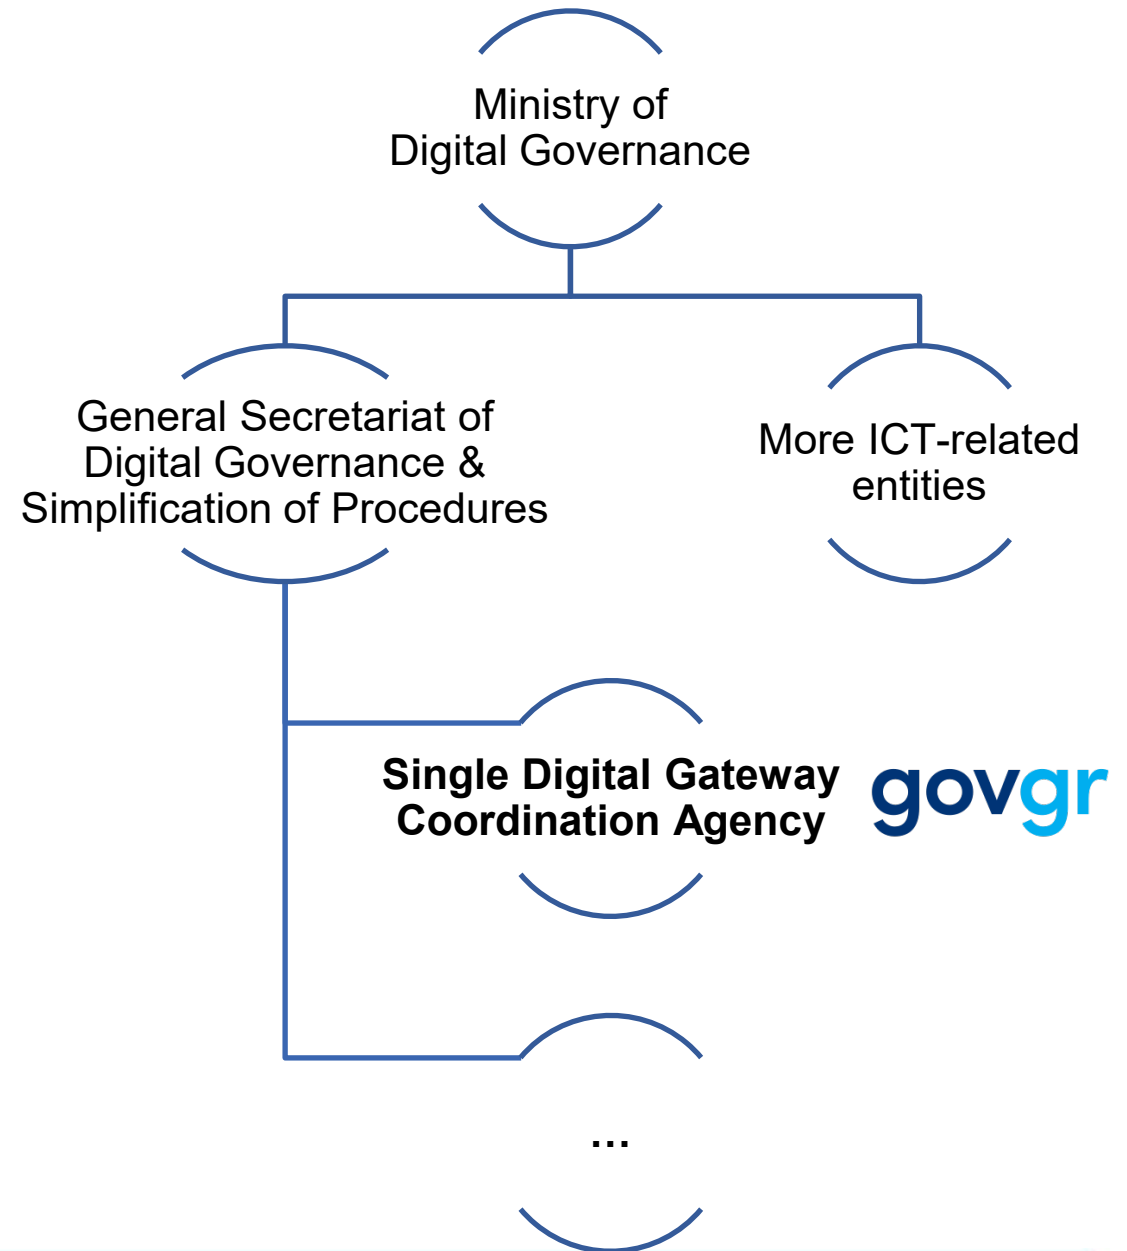 Ministry of
Digital Governance
General Secretariat of
Digital Governance &
Simplification of Procedures
More ICT-related
entities
Single Digital Gateway
Coordination Agency
govgr
...